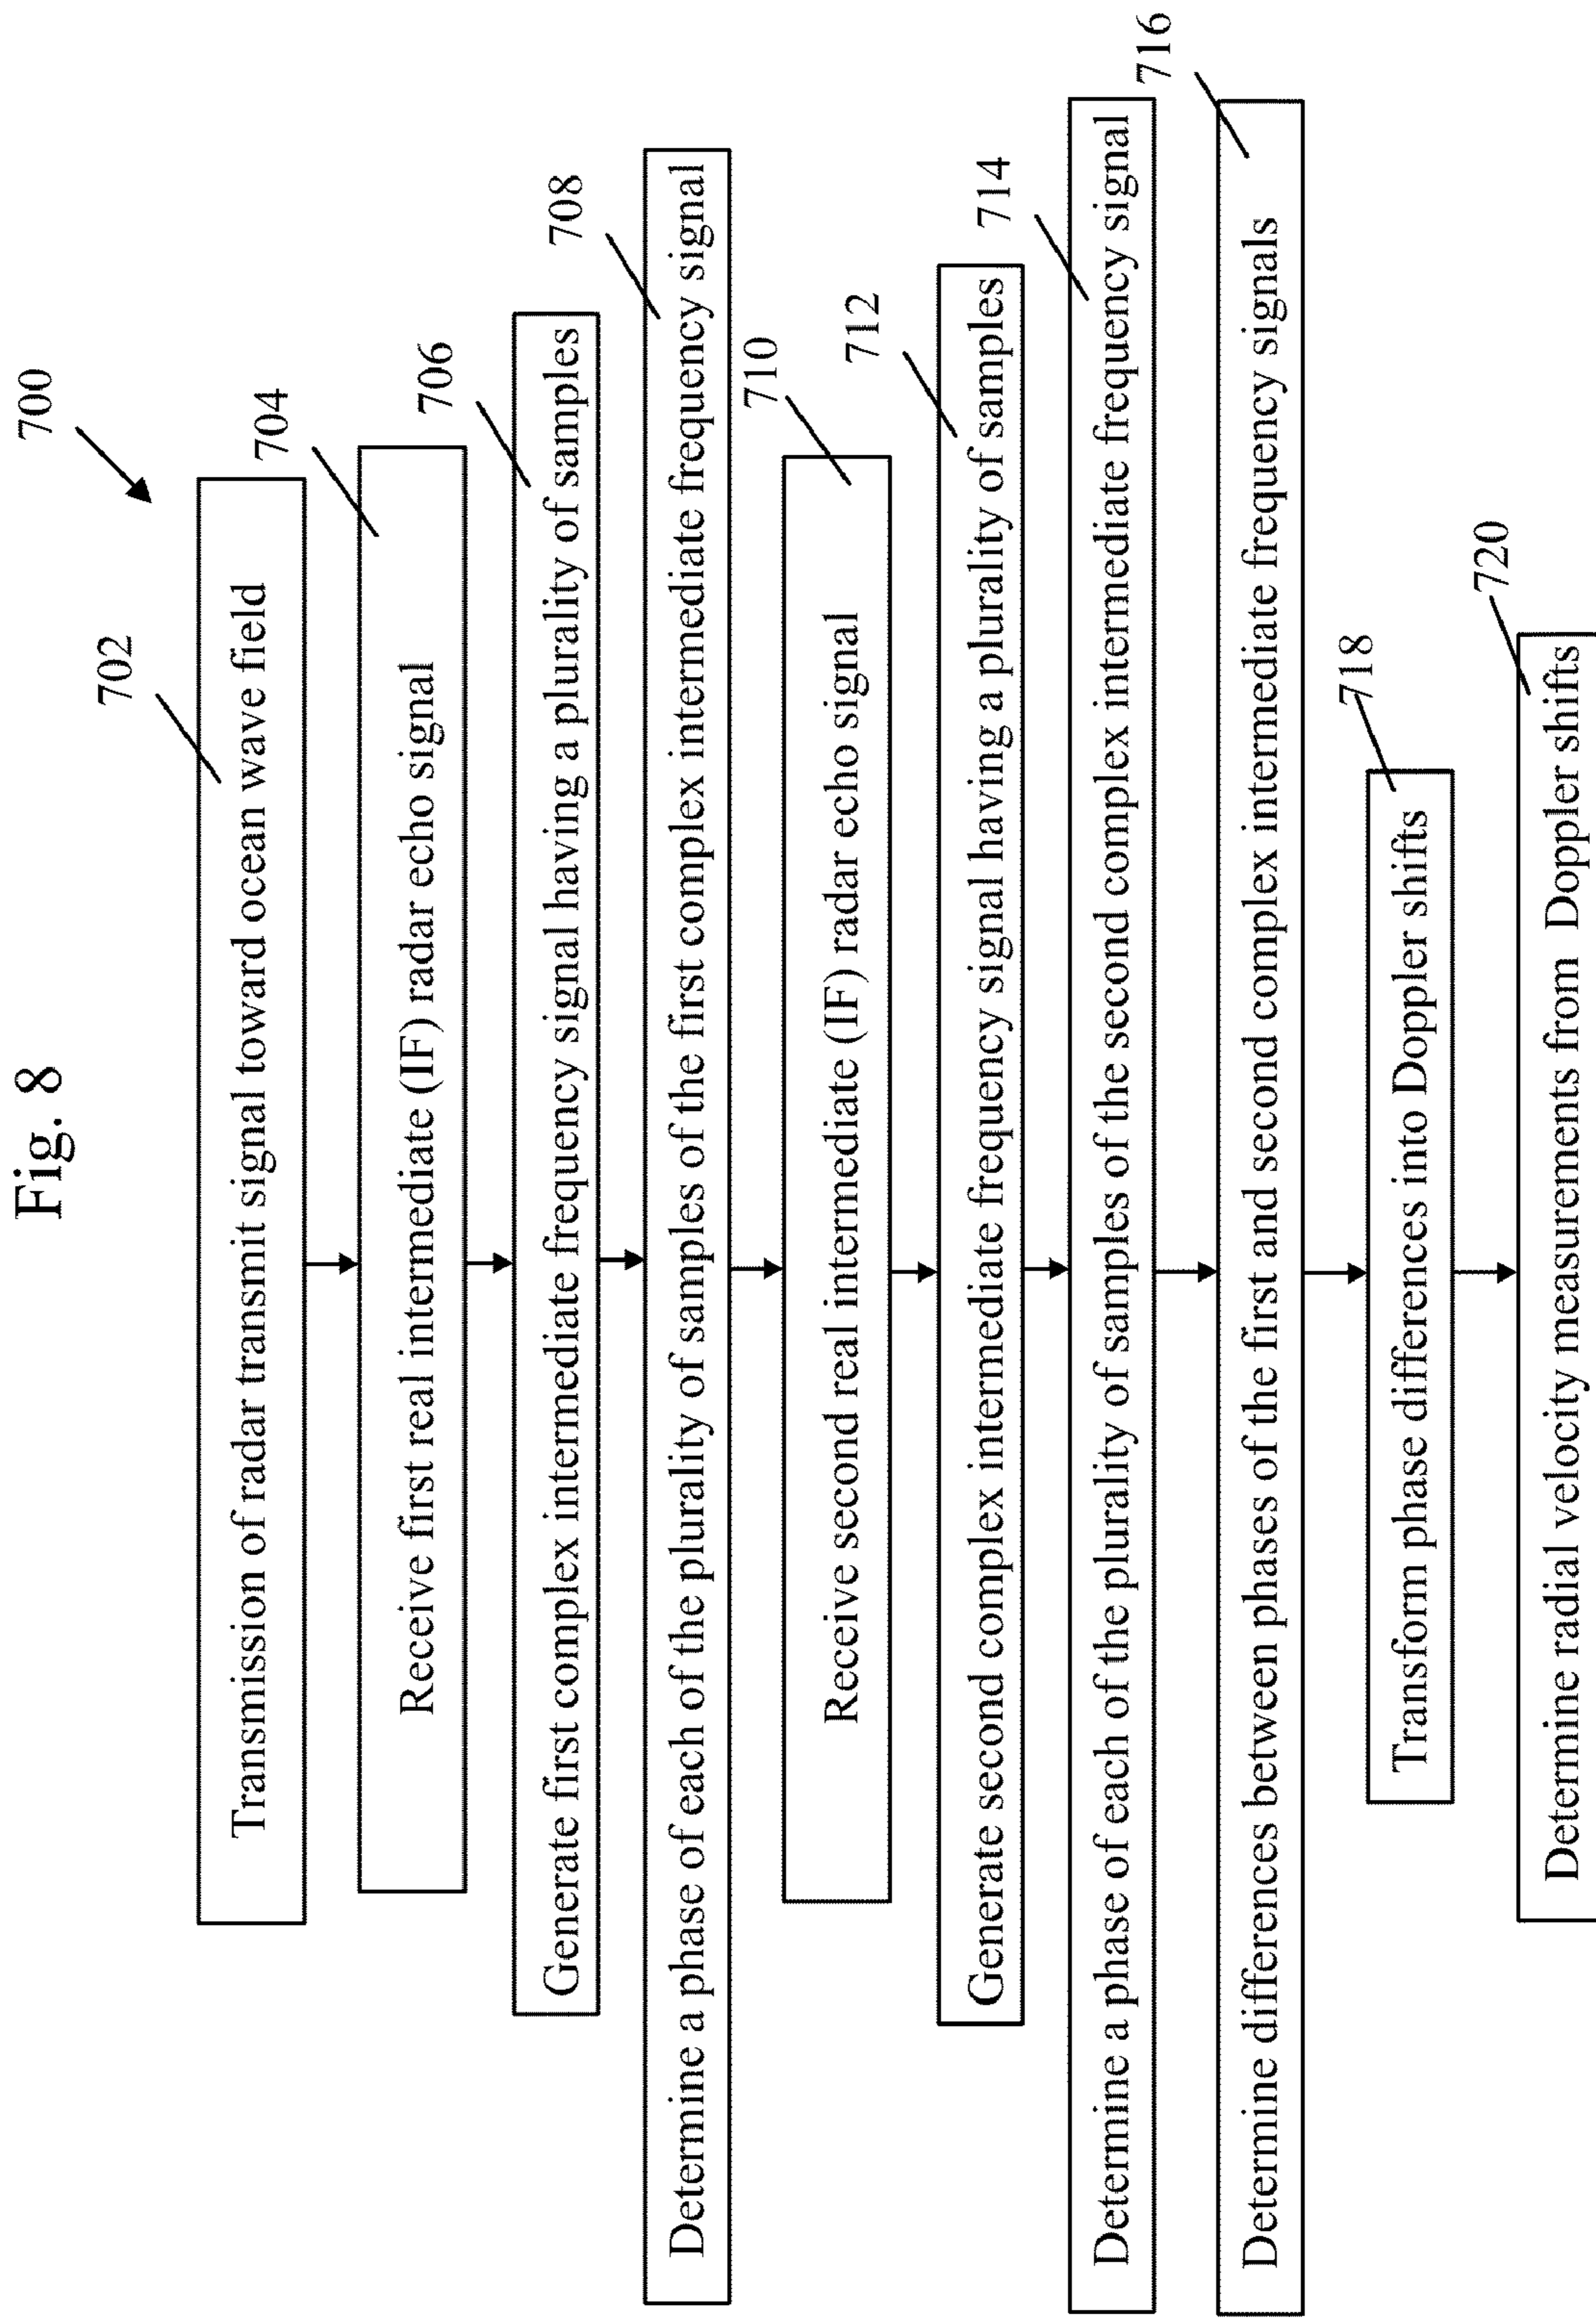 Fig. 8
700
702
Transmission of radar transmit signal toward ocean wave field
704
Receive first real intermediate (IF) radar echo signal
706
Generate first complex intermediate frequency signal having a plurality of samples
708
Determine a phase of each of the plurality of samples of the first complex intermediate frequency signal
710
Receive second real intermediate (IF) radar echo signal
712
Generate second complex intermediate frequency signal having a plurality of samples
714
Determine a phase of each of the plurality of samples of the second complex intermediate frequency signal
716
Determine differences between phases of the first and second complex intermediate frequency signals
718
Transform phase differences into Doppler shifts
720
Determine radial velocity measurements from Doppler shifts